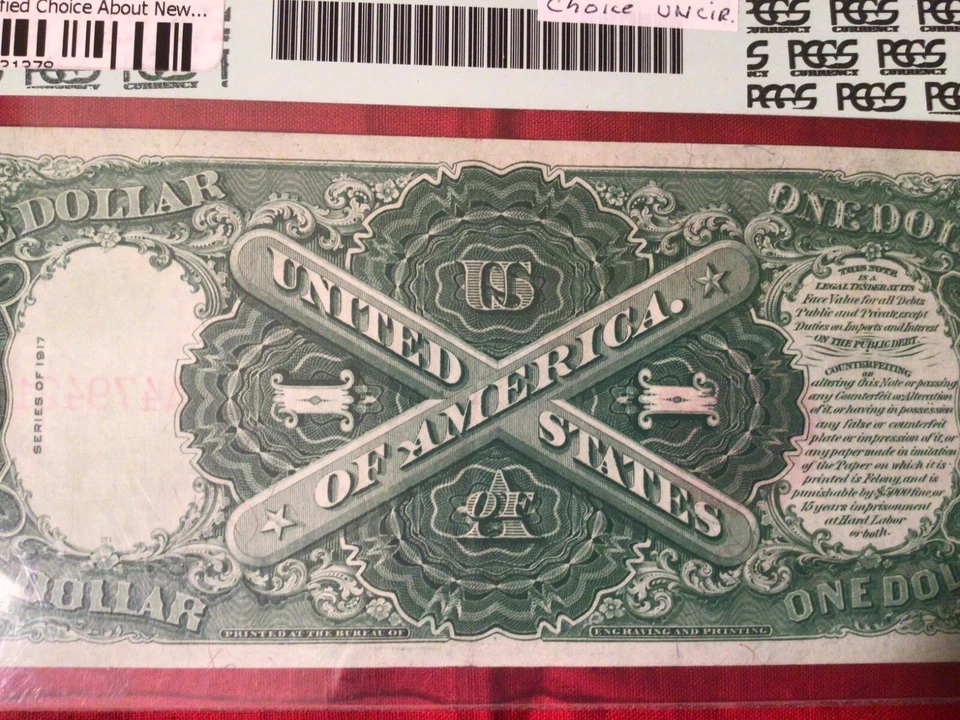 fied Choice About New...
Choice UNCIR.
PCGS
CURRENCY
PCGS PCGS
CURRENCY
PCGS PCGS
DOLLAR
ONE DOL
UNITED
STATES
OF AMERICA.
US
OF A
1
1
SERIES OF 1917
THIS NOTE
IS A
LEGAL TENDER AT ITS
Face Value for all Debts
Public and Private, except
Duties on Imports and Interest
ON THE PUBLIC DEBT.
COUNTERFEITING
OR
altering this Note or passing
any Counterfeit or Alteration
of it, or having in possession
any false or counterfeit
plate or impression of it, or
any paper made in imitation
of the Paper on which it is
printed is Felony, and is
punishable by $5000 fine, or
15 years imprisonment
at Hard Labor
or both.
DOLLAR
ONE DOL
PRINTED AT THE BUREAU OF
ENGRAVING AND PRINTING